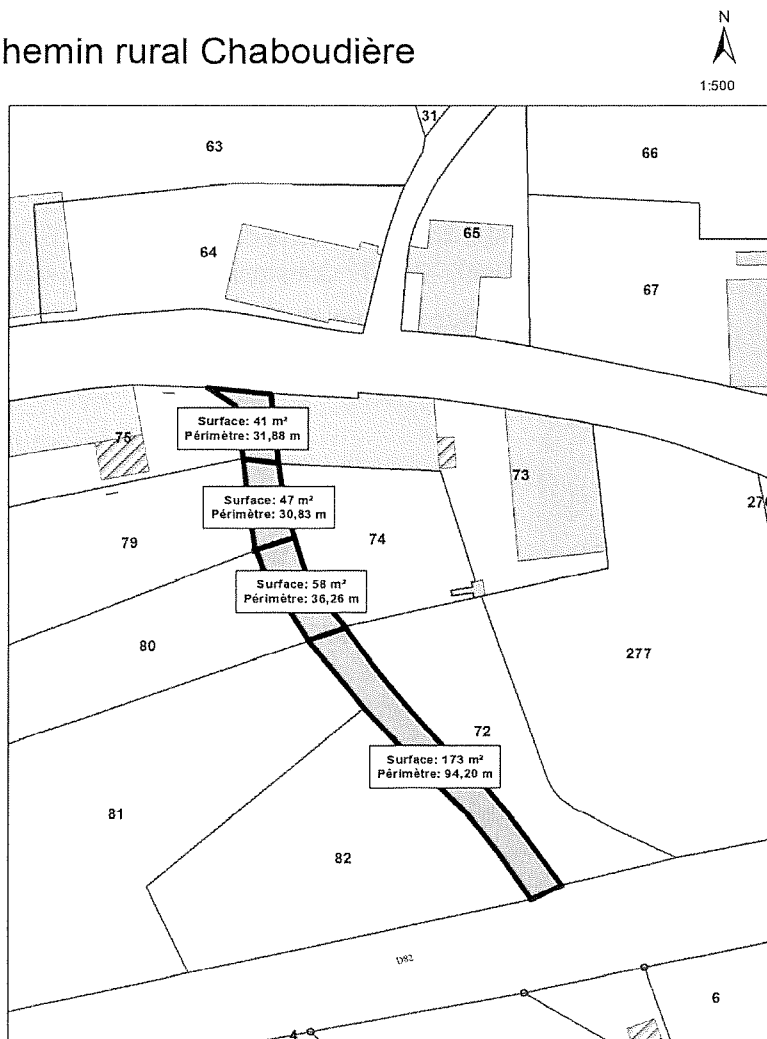 hemin rural Chaboudière
N
1:500
31
63
66
65
64
67
Surface: 41 m²
Périmètre: 31,88 m
75
73
Surface: 47 m²
Périmètre: 30,83 m
27
74
79
Surface: 58 m²
Périmètre: 36,26 m
80
277
72
Surface: 173 m²
Périmètre: 94,20 m
81
82
D82
6
4